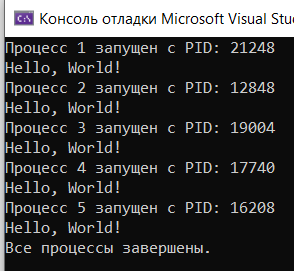 Консоль отладки Microsoft Visual Stu
Процесс 1 запущен с PID: 21248
Hello, World!
Процесс 2 запущен с PID: 12848
Hello, World!
Процесс 3 запущен с PID: 19004
Hello, World!
Процесс 4 запущен с PID: 17740
Hello, World!
Процесс 5 запущен с PID: 16208
Hello, World!
Все процессы завершены.